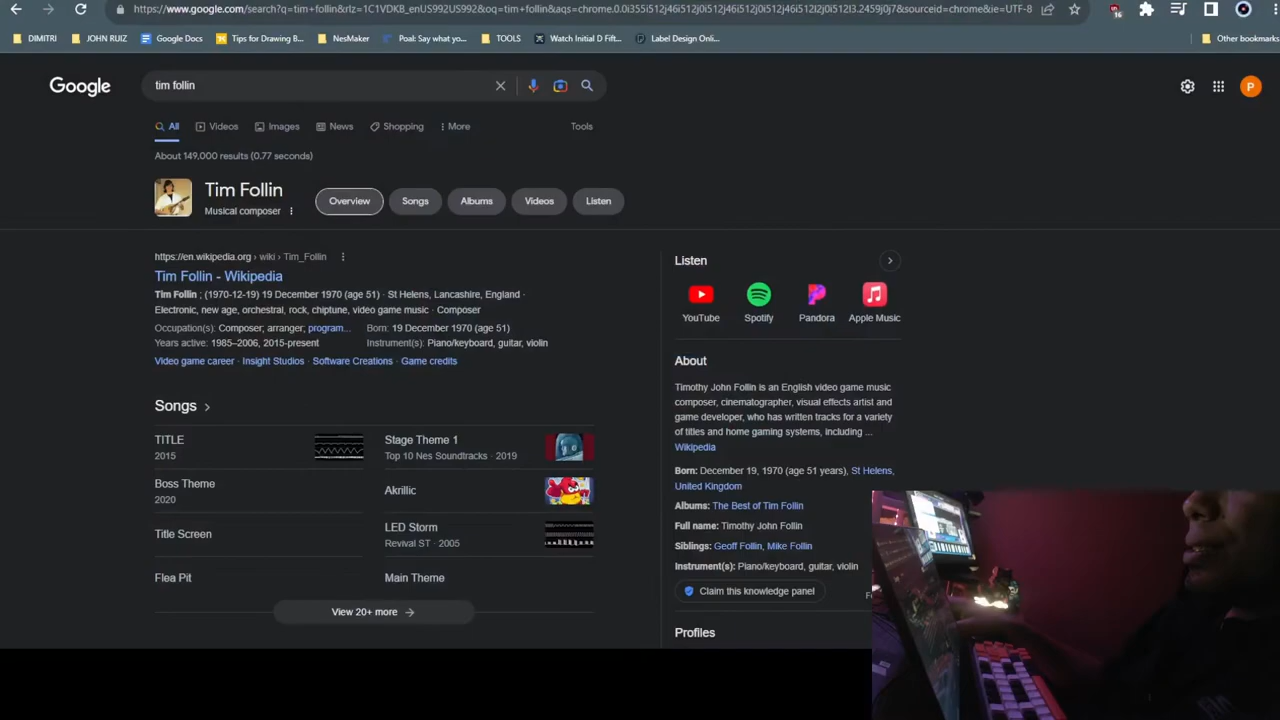 https://www.google.com/search?q=tim+follin&rlz=1C1VDKB_enUS992US992&oq=tim+follin&aqs=chrome.0.0i355i512j46i512j0i512j46i512j0i512j46i512j0i512l3.2459j0j7&sourceid=chrome&ie=UTF-8
16
DIMITRI
JOHN RUIZ
Google Docs
Tips for Drawing B...
NesMaker
Poal: Say what yo...
TOOLS
Watch Initial D Fift...
Label Design Onli...
Other bookmarks
Google
tim follin
P
All
Videos
Images
News
Shopping
More
Tools
About 149,000 results (0.77 seconds)
Tim Follin
Musical composer
Overview
Songs
Albums
Videos
Listen
https://en.wikipedia.org › wiki › Tim_Follin
Tim Follin - Wikipedia
Tim Follin ; (1970-12-19) 19 December 1970 (age 51) · St Helens, Lancashire, England ·
Electronic, new age, orchestral, rock, chiptune, video game music · Composer
Occupation(s): Composer; arranger; program... Born: 19 December 1970 (age 51)
Years active: 1985–2006, 2015-present Instrument(s): Piano/keyboard, guitar, violin
Video game career · Insight Studios · Software Creations · Game credits
Songs
TITLE
2015
Stage Theme 1
Top 10 Nes Soundtracks · 2019
Boss Theme
2020
Akrillic
Title Screen
LED Storm
Revival ST · 2005
Flea Pit
Main Theme
View 20+ more
Listen
YouTube
Spotify
Pandora
Apple Music
About
Timothy John Follin is an English video game music
composer, cinematographer, visual effects artist and
game developer, who has written tracks for a variety
of titles and home gaming systems, including ...
Wikipedia
Born: December 19, 1970 (age 51 years), St Helens,
United Kingdom
Albums: The Best of Tim Follin
Full name: Timothy John Follin
Siblings: Geoff Follin, Mike Follin
Instrument(s): Piano/keyboard, guitar, violin
Claim this knowledge panel
Profiles